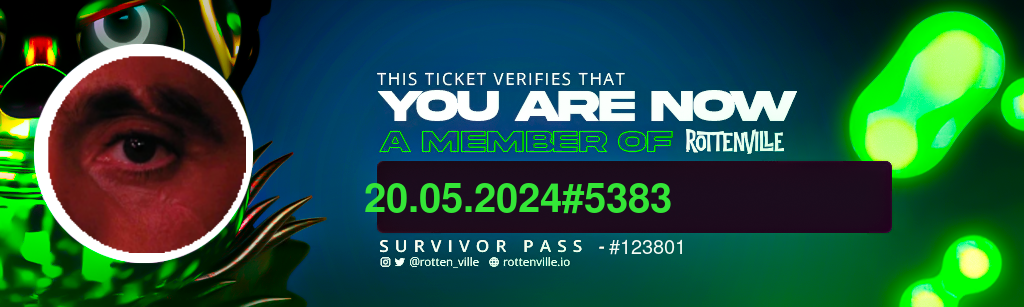 THIS TICKET VERIFIES THAT
YOU ARE NOW
A MEMBER OF ROTTENVILLE
20.05.2024#5383
SURVIVOR PASS - #123801
@rotten_ville rottenville.io